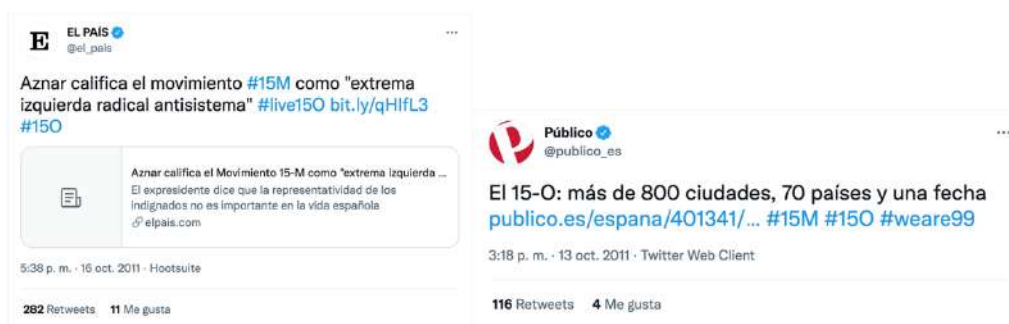 E
EL PAÍS
@el_pais
...
Aznar califica el movimiento #15M como "extrema
izquierda radical antisistema" #live15O bit.ly/qHIfL3
#15O
Aznar califica el Movimiento 15-M como "extrema izquierda ...
El expresidente dice que la representatividad de los
indignados no es importante en la vida española
elpais.com
5:38 p. m. · 16 oct. 2011 · Hootsuite
282 Retweets 11 Me gusta
Público
@publico_es
...
El 15-O: más de 800 ciudades, 70 países y una fecha
publico.es/espana/401341/... #15M #15O #weare99
3:18 p. m. · 13 oct. 2011 · Twitter Web Client
116 Retweets 4 Me gusta